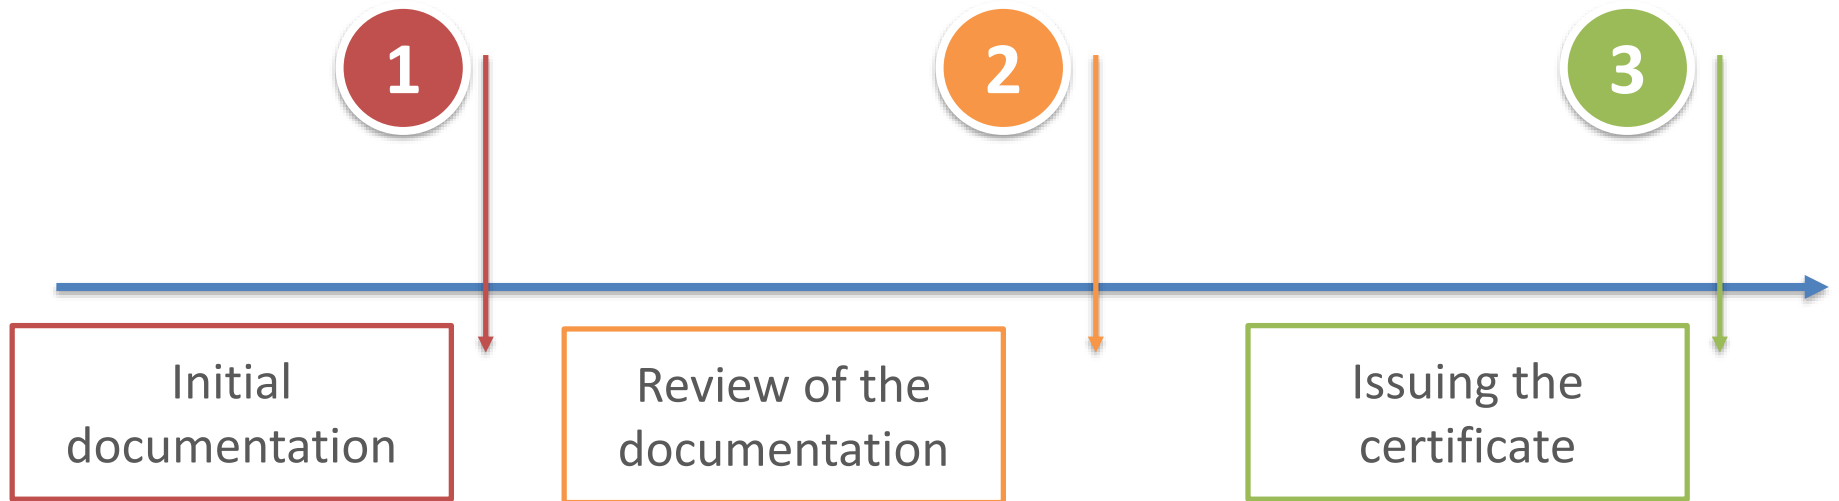 1
2
3
Initial
documentation
Review of the
documentation
Issuing the
certificate